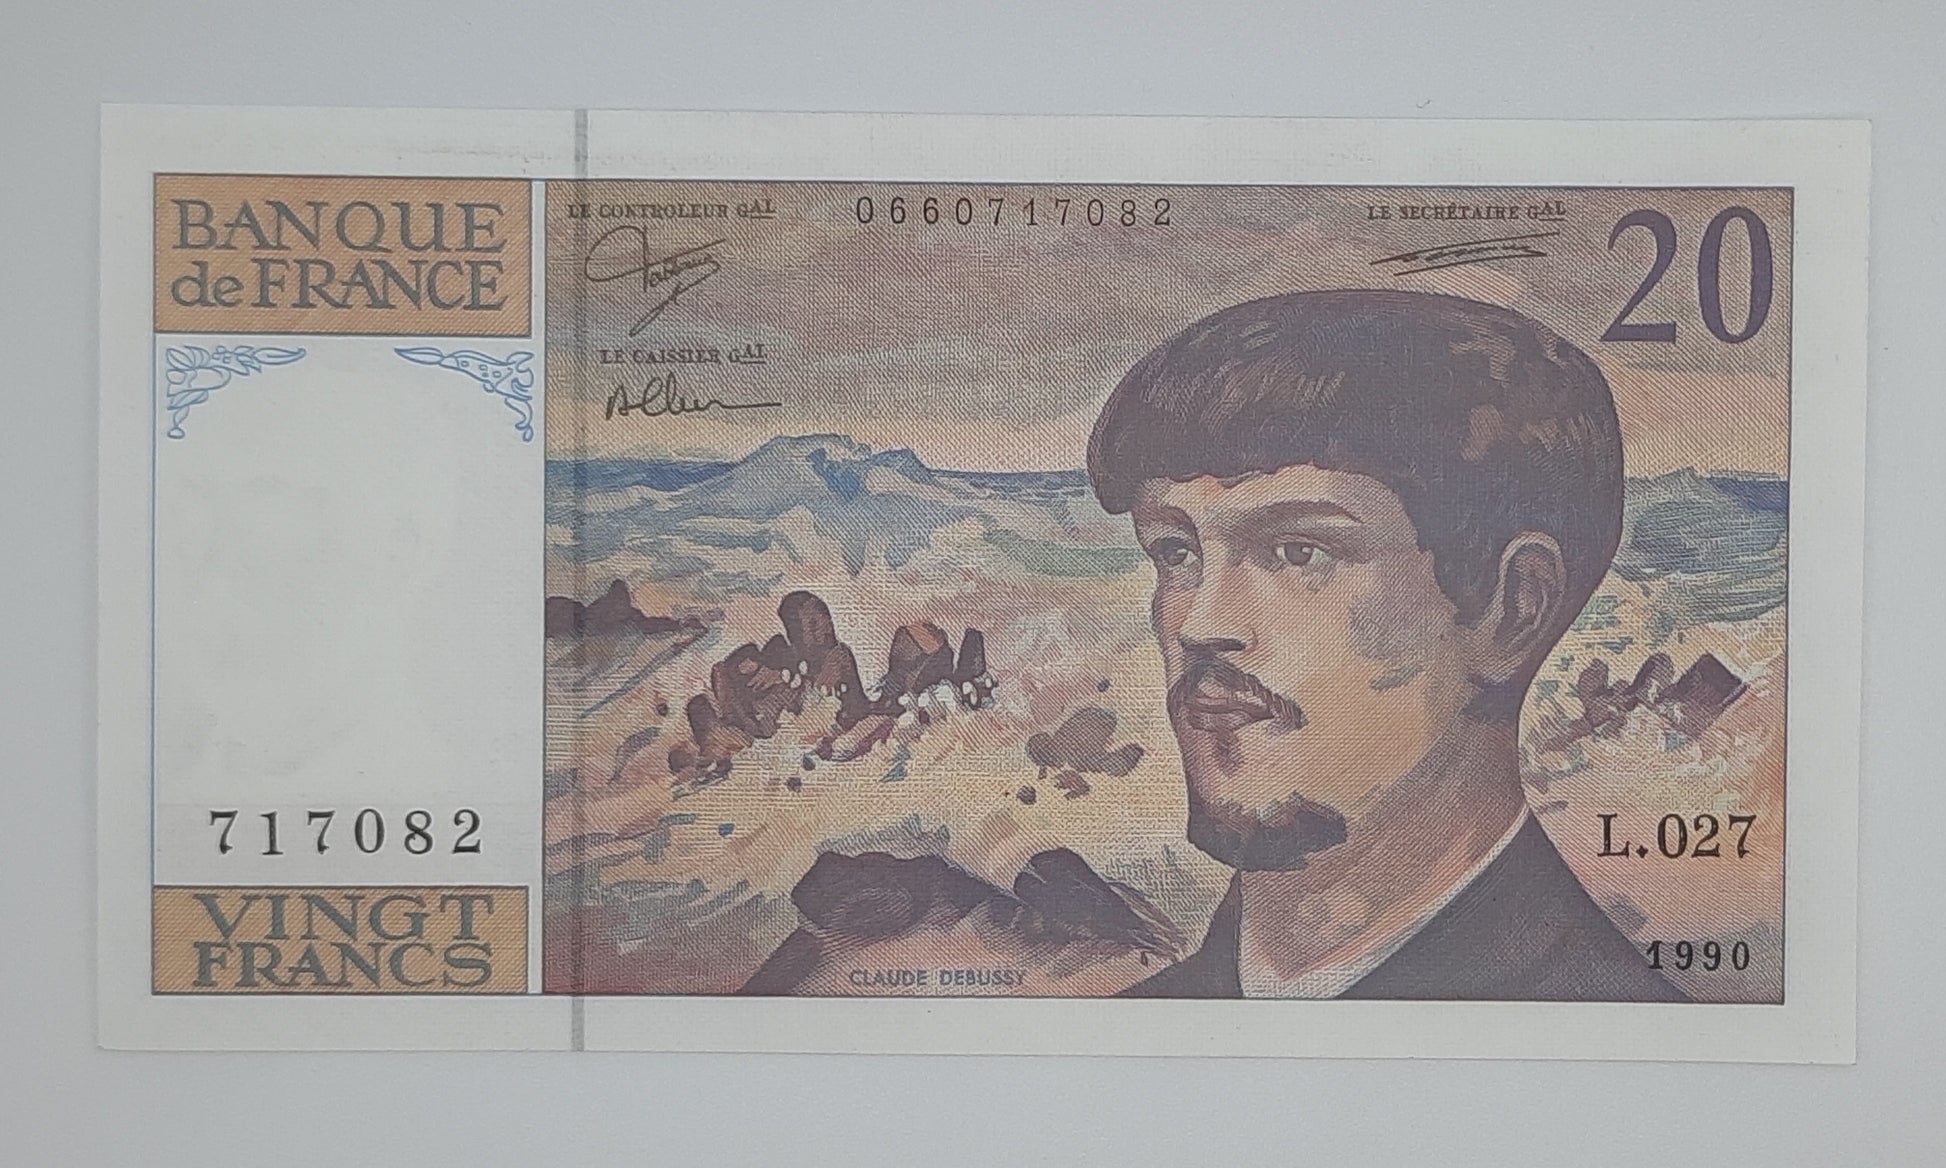 BANQUE
de FRANCE
LE CONTROLEUR GAL
0660717082
LE SECRÉTAIRE GAL
20
LE CAISSIER GAL
717082
L.027
VINGT
FRANCS
1990
CLAUDE DEBUSSY